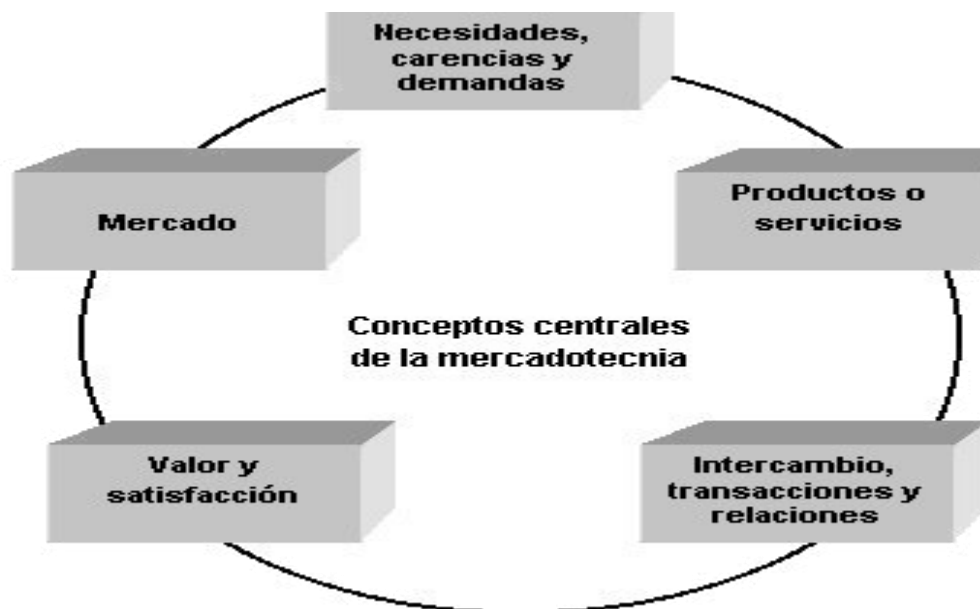 Necesidades,
carencias y
demandas
Mercado
Productos o
servicios
Conceptos centrales
de la mercadotecnia
Valor y
satisfacción
Intercambio,
transacciones y
relaciones